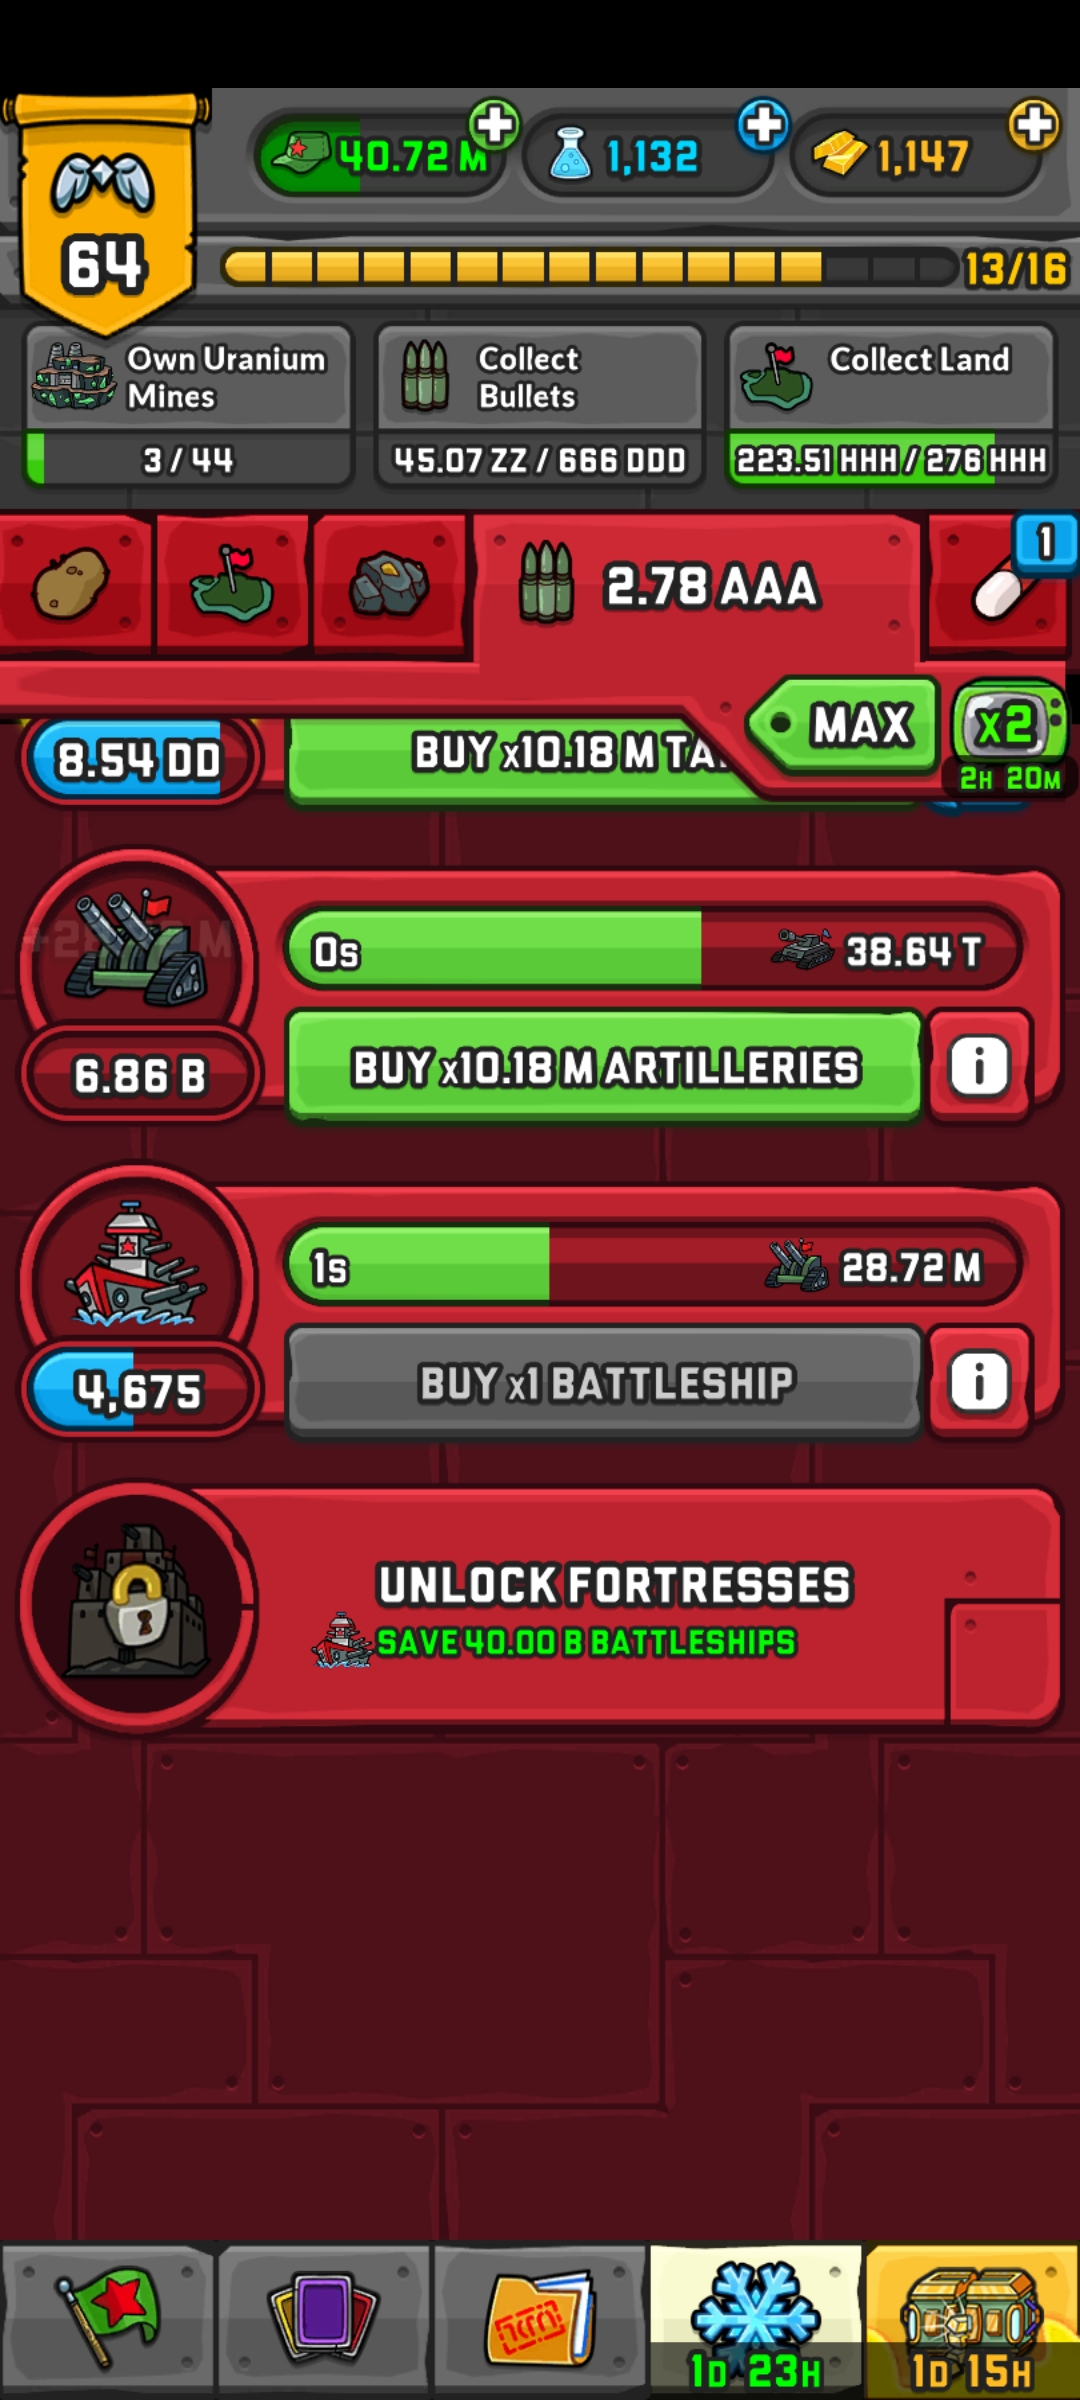 40.72 M
1,132
1,147
64
13/16
Own Uranium
Mines
3 / 44
Collect
Bullets
45.07 ZZ / 666 DDD
Collect Land
223.51 HHH / 276 HHH
2.78 AAA
1
MAX
x2
2H 20M
8.54 DD
BUY x10.18 M TA
0s
38.64 T
6.86 B
BUY x10.18 M ARTILLERIES
i
1s
28.72 M
4,675
BUY x1 BATTLESHIP
i
UNLOCK FORTRESSES
SAVE 40.00 B BATTLESHIPS
1D 23H
1D 15H